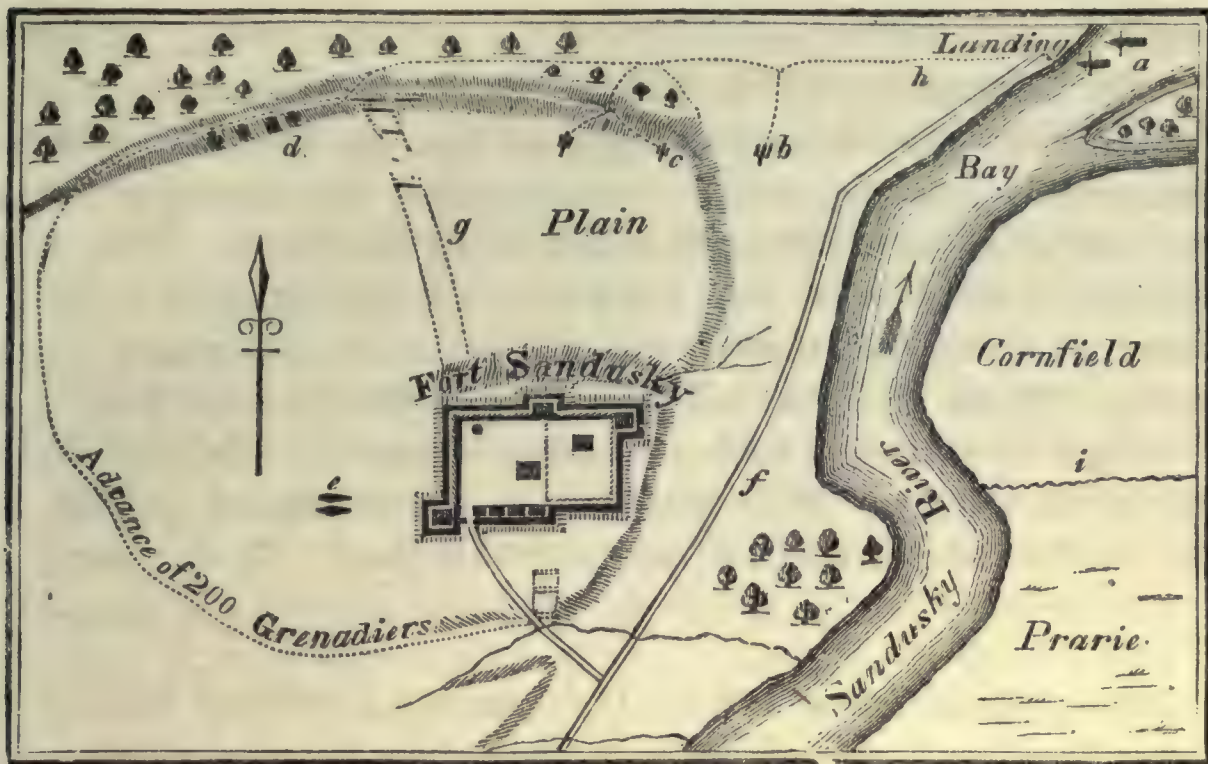 Landing
a
h
d
c
b
Bay
g
Plain
Cornfield
Fort Sandusky
e
f
i
River
Advance of 200 Grenadiers
Sandusky
Prarie.